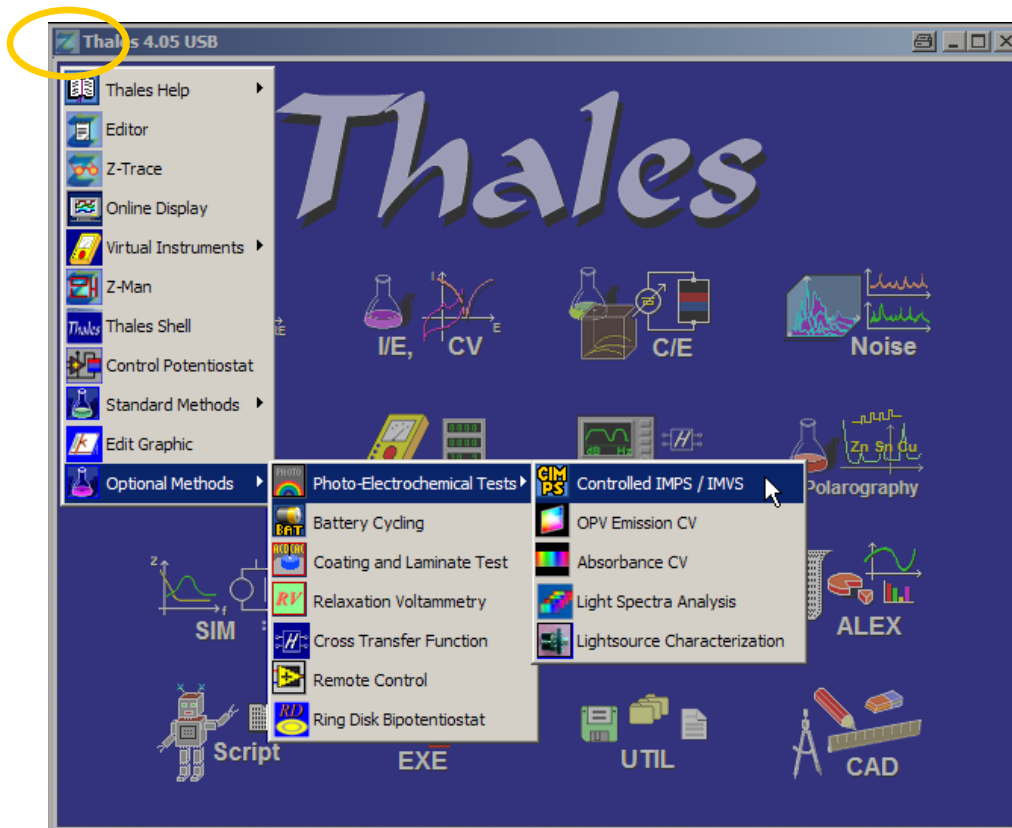 Thales 4.05 USB
Thales Help
Editor
Z-Trace
Online Display
Virtual Instruments
Z-Man
Thales Shell
Control Potentiostat
Standard Methods
Edit Graphic
Optional Methods
Photo-Electrochemical Tests
Battery Cycling
Coating and Laminate Test
Relaxation Voltammetry
Cross Transfer Function
Remote Control
Ring Disk Bipotentiostat
Controlled IMPS / IMVS
OPV Emission CV
Absorbance CV
Light Spectra Analysis
Lightsource Characterization
Thales
I/E, CV
C/E
Noise
Zn Sn Cu
Polarography
SIM
ALEX
Script
EXE
UTIL
CAD